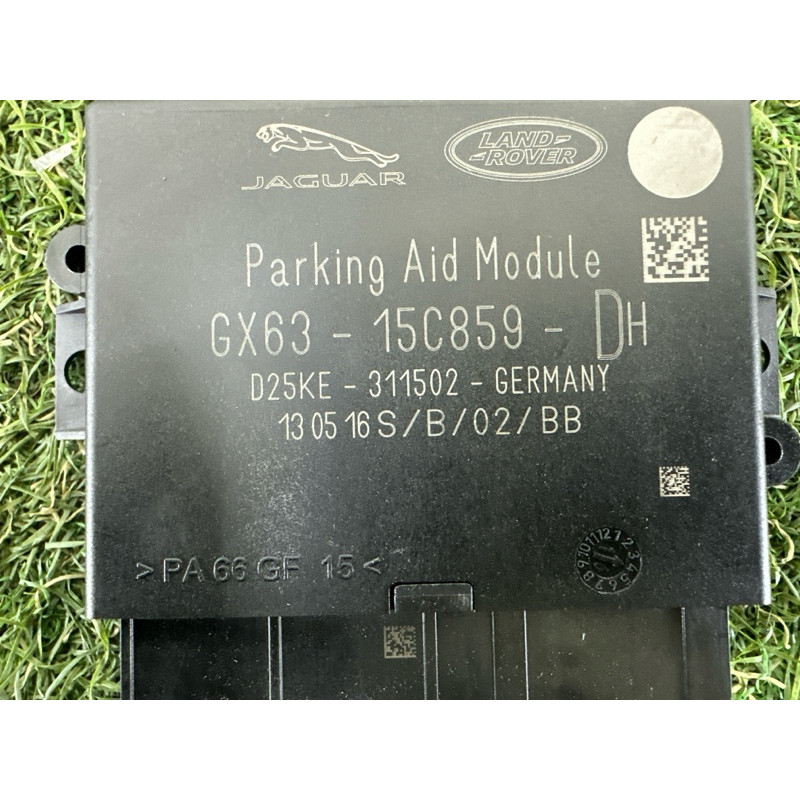 JAGUAR
LAND-
-ROVER
Parking Aid Module
GX63 - 15C859 - DH
D25KE - 311502 - GERMANY
13 05 16 S/B/02/BB
>PA 66 GF 15<